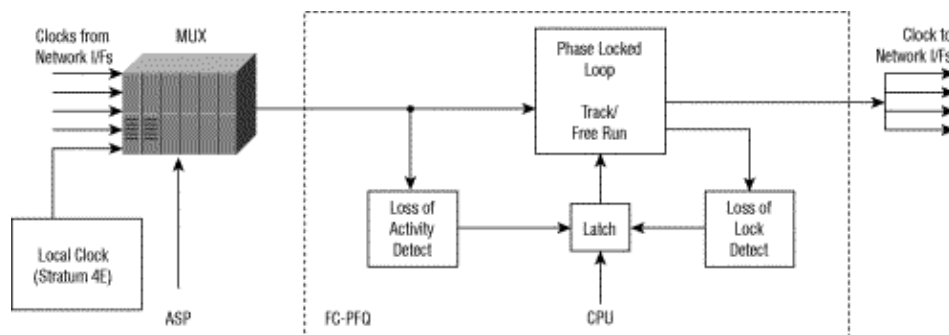 Clocks from
Network I/Fs
MUX
Phase Locked
Loop
Track/
Free Run
Clock to
Network I/Fs
Loss of
Activity
Detect
Latch
Loss of
Lock
Detect
Local Clock
(Stratum 4E)
ASP
FC-PFQ
CPU